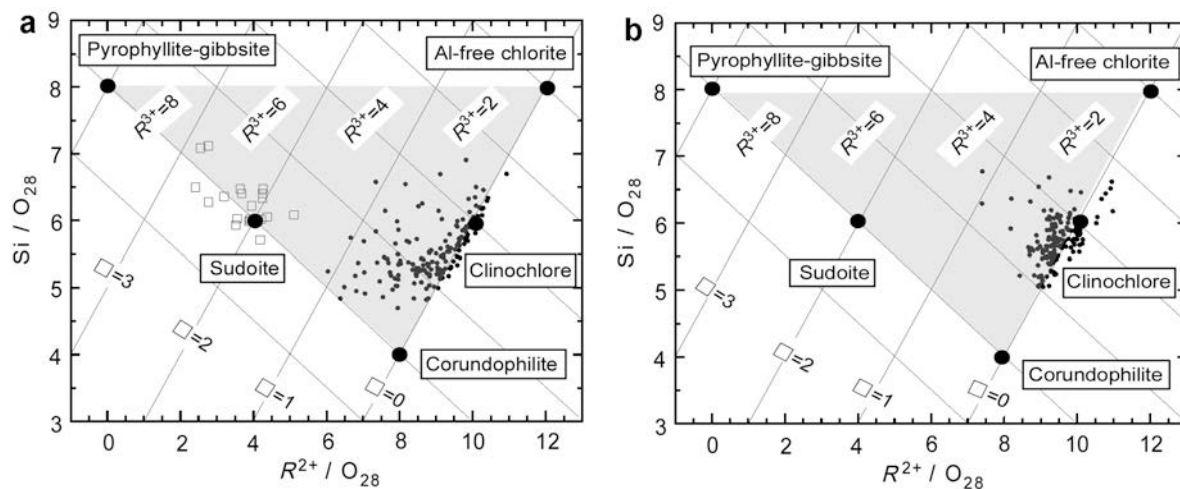 a
9
8
7
6
5
4
3
Si / O28
Pyrophyllite-gibbsite
Al-free chlorite
R3+=8
R3+=6
R3+=4
R3+=2
Sudoite
Clinochlore
Corundophilite
□=3
□=2
□=1
□=0
0 2 4 6 8 10 12
R2+ / O28
b
9
8
7
6
5
4
3
Si / O28
Pyrophyllite-gibbsite
Al-free chlorite
R3+=8
R3+=6
R3+=4
R3+=2
Sudoite
Clinochlore
Corundophilite
□=3
□=2
□=1
□=0
0 2 4 6 8 10 12
R2+ / O28